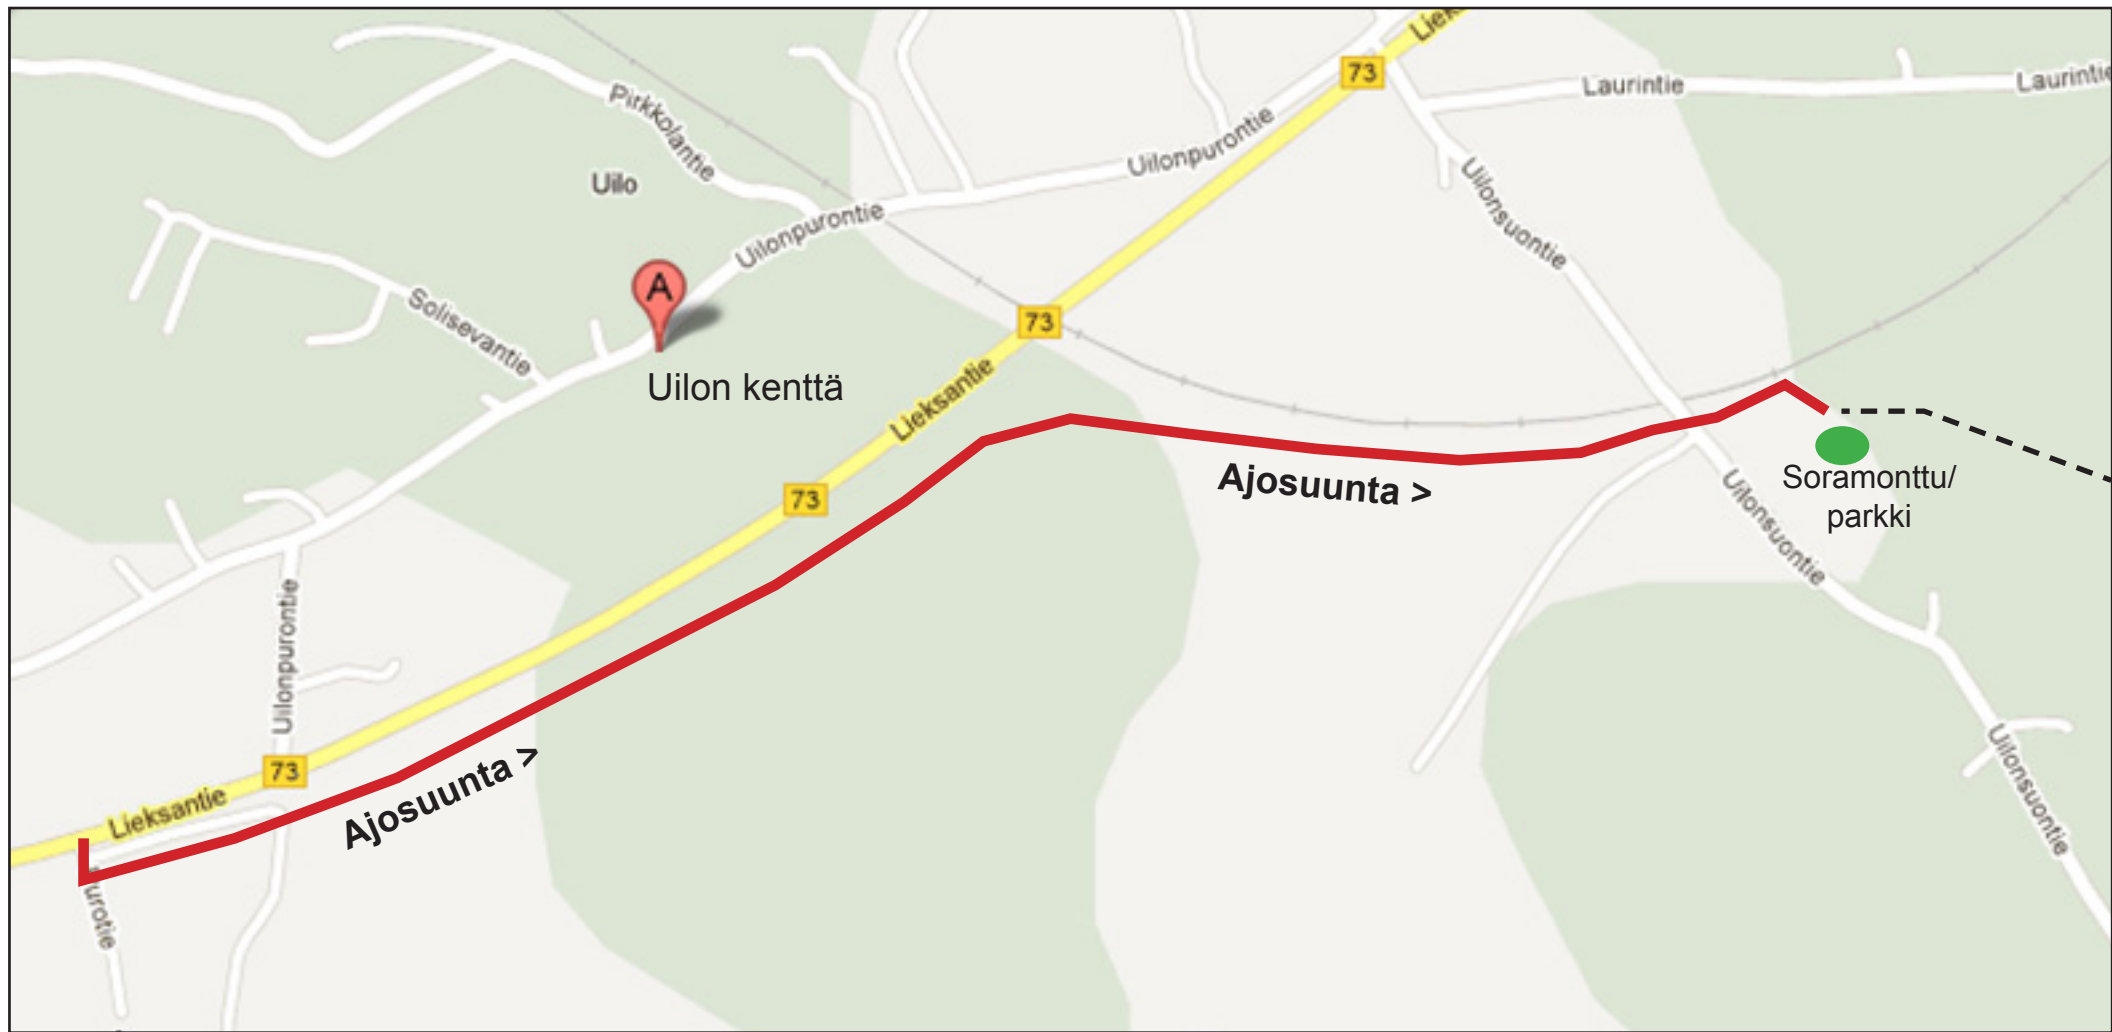 Lieks
73
Laurintie
Laurintie
Pirkkolantie
Uilonpurontie
Uilo
Uilonsuontie
Uilonpurontie
A
Solisevantie
73
Uilon kenttä
Lieksantie
Ajosuunta >
Soramonttu/
parkki
73
Uilonsuontie
Uilonpurontie
73
Ajosuunta >
Lieksantie
Uilonsuontie
urotie